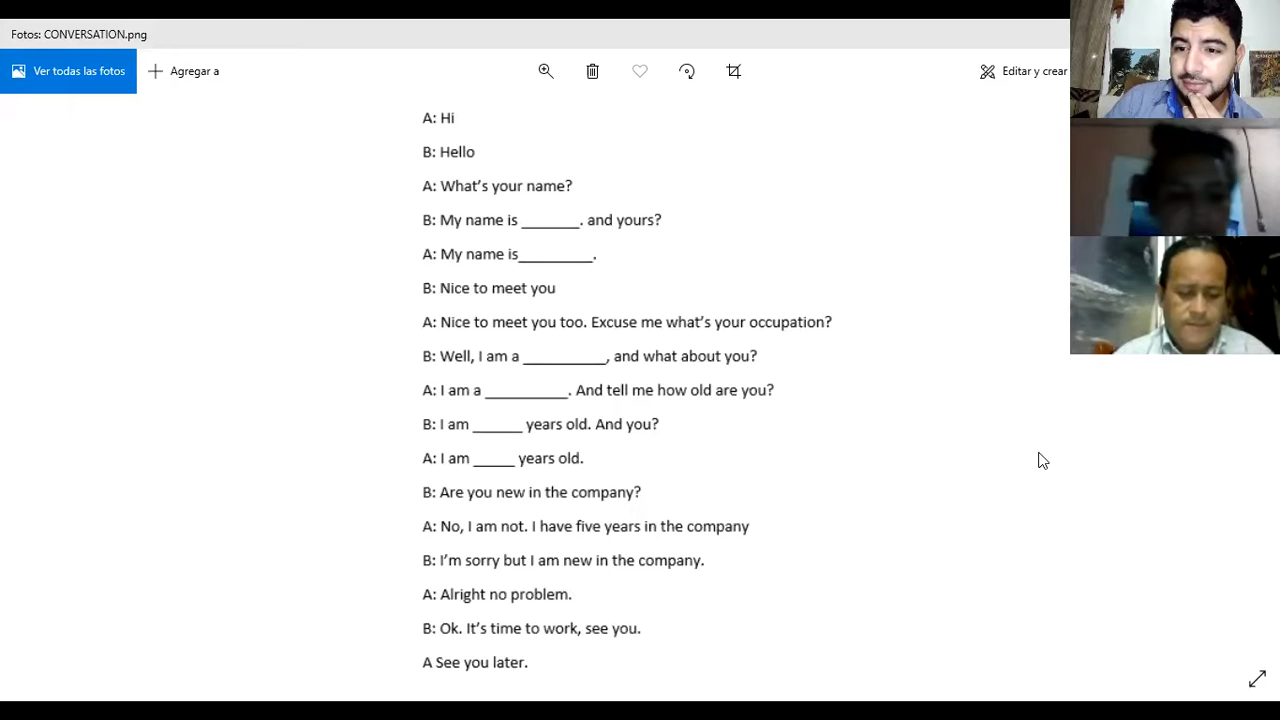 Fotos: CONVERSATION.png
Ver todas las fotos
Agregar a
Editar y crear
A: Hi
B: Hello
A: What's your name?
B: My name is _______. and yours?
A: My name is_________.
B: Nice to meet you
A: Nice to meet you too. Excuse me what's your occupation?
B: Well, I am a __________, and what about you?
A: I am a __________. And tell me how old are you?
B: I am ______ years old. And you?
A: I am _____ years old.
B: Are you new in the company?
A: No, I am not. I have five years in the company
B: I'm sorry but I am new in the company.
A: Alright no problem.
B: Ok. It's time to work, see you.
A See you later.